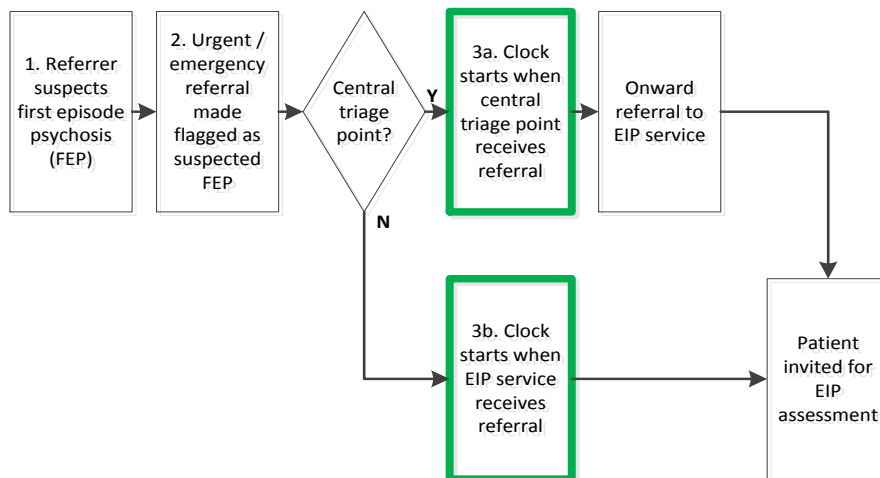 1. Referrer
suspects
first episode
psychosis
(FEP)
2. Urgent /
emergency
referral
made
flagged as
suspected
FEP
Central
triage
point?
Y
N
3a. Clock
starts when
central
triage point
receives
referral
Onward
referral to
EIP service
3b. Clock
starts when
EIP service
receives
referral
Patient
invited for
EIP
assessment